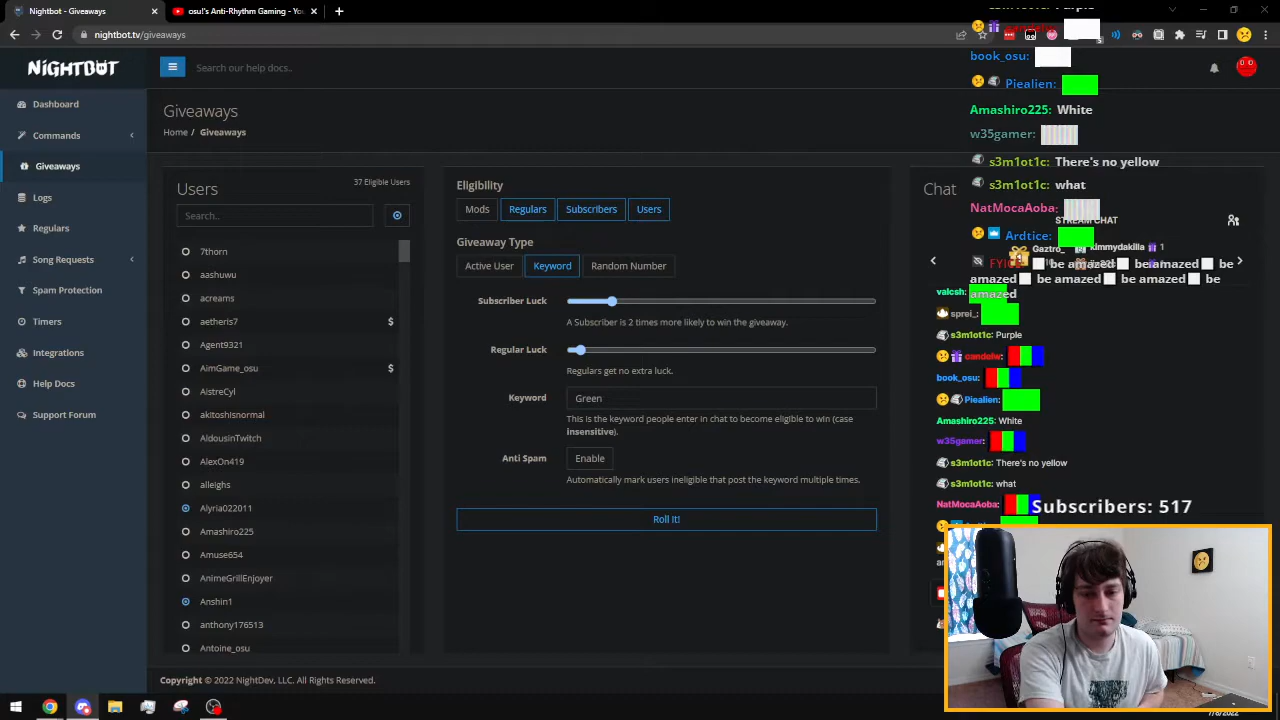 Nightbot - Giveaways
osu!'s Anti-Rhythm Gaming - You
nightbot.tv/giveaways
NiGHTBOT
Search our help docs..
Dashboard
Commands
Giveaways
Logs
Regulars
Song Requests
Spam Protection
Timers
Integrations
Help Docs
Support Forum
Giveaways
Home / Giveaways
Users
37 Eligible Users
Search..
7thorn
aashuwu
acreams
aetheris7 $
Agent9321
AimGame_osu $
AistreCyl
akitoshIsnormal
AldousinTwitch
AlexOn419
alleighs
Alyria022011
Amashiro225
Amuse654
AnimeGrillEnjoyer
Anshin1
anthony176513
Antoine_osu
Eligibility
Mods
Regulars
Subscribers
Users
Giveaway Type
Active User
Keyword
Random Number
Subscriber Luck
A Subscriber is 2 times more likely to win the giveaway.
Regular Luck
Regulars get no extra luck.
Keyword
Green
This is the keyword people enter in chat to become eligible to win (case
insensitive).
Anti Spam
Enable
Automatically mark users ineligible that post the keyword multiple times.
Roll It!
Chat
book_osu:
Piealien:
Amashiro225: White
w35gamer:
s3m1ot1c: There's no yellow
s3m1ot1c: what
NatMocaAoba:
STREAM CHAT
Ardtice:
Gaztro_
kimmydakilla 1
be amazed be amazed be
amazed be amazed be amazed be
amazed
valcsh:
sprei_:
s3m1ot1c: Purple
candofw:
book_osu:
Piealien:
Amashiro225: White
w35gamer:
s3m1ot1c: There's no yellow
s3m1ot1c: what
NatMocaAoba:
Subscribers: 517
Copyright © 2022 NightDev, LLC. All Rights Reserved.